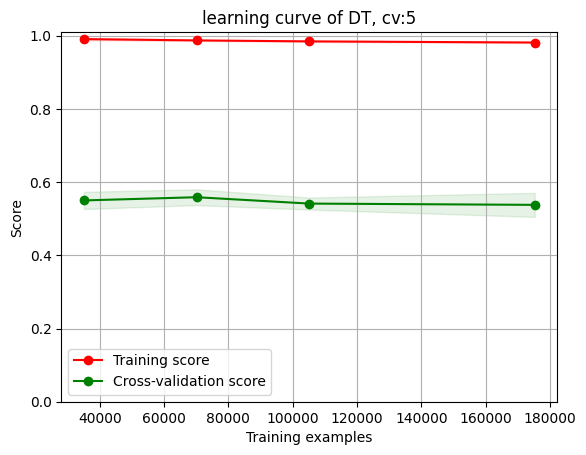 learning curve of DT, cv:5
1.0
0.8
0.6
0.4
0.2
0.0
Score
Training score
Cross-validation score
40000 60000 80000 100000 120000 140000 160000 180000
Training examples